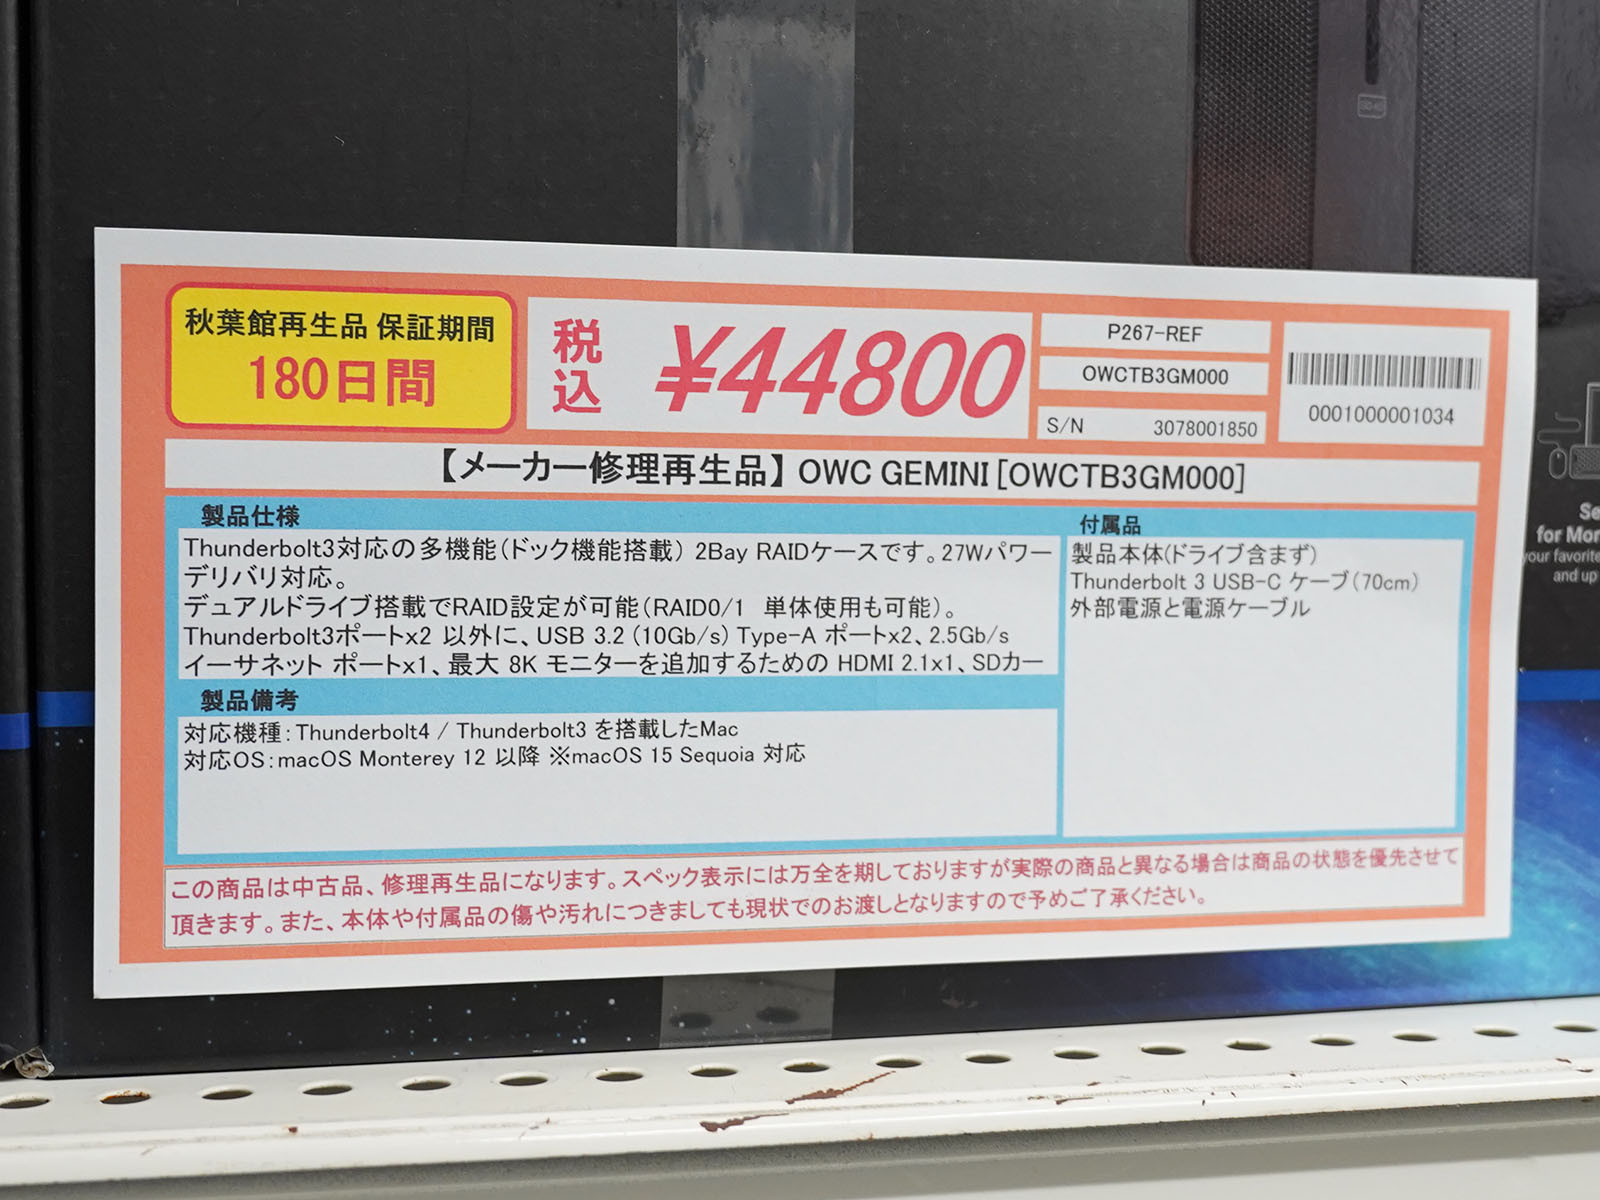 秋葉館再生品 保証期間
180日間
税込
¥44800
P267-REF
OWCTB3GM000
S/N 3078001850
0001000001034
【メーカー修理再生品】OWC GEMINI[OWCTB3GM000]
製品仕様
Thunderbolt3対応の多機能(ドック機能搭載) 2Bay RAIDケースです。27Wパワー
デリバリ対応。
デュアルドライブ搭載でRAID設定が可能(RAID0/1 単体使用も可能)。
Thunderbolt3ポートx2 以外に、USB 3.2 (10Gb/s) Type-A ポートx2、2.5Gb/s
イーサネット ポートx1、最大 8K モニターを追加するための HDMI 2.1x1、SDカー
製品備考
対応機種:Thunderbolt4 / Thunderbolt3 を搭載したMac
対応OS:macOS Monterey 12 以降 ※macOS 15 Sequoia 対応
付属品
製品本体(ドライブ含まず)
Thunderbolt 3 USB-C ケーブ(70cm)
外部電源と電源ケーブル
この商品は中古品、修理再生品になります。スペック表示には万全を期しておりますが実際の商品と異なる場合は商品の状態を優先させて
頂きます。また、本体や付属品の傷や汚れにつきましても現状でのお渡しとなりますので予めご了承ください。
for Mor
your favorite
and up